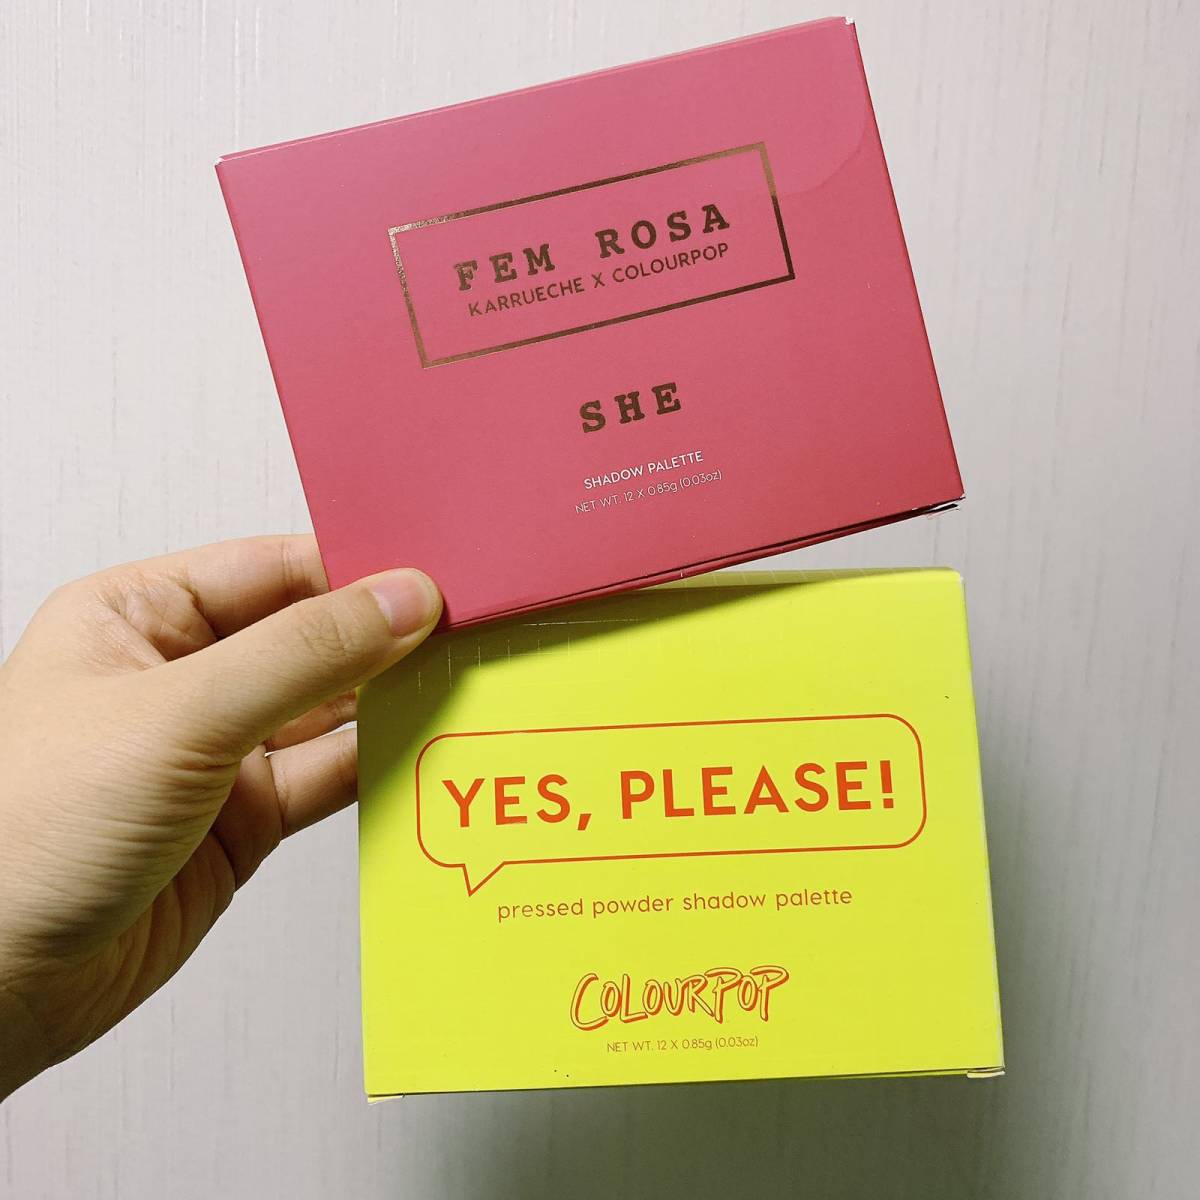 FEM ROSA
KARRUECHE X COLOURPOP
SHE
SHADOW PALETTE
NET WT. 12 X 0.85g (0.03oz)
YES, PLEASE!
pressed powder shadow palette
COLOURPOP
NET WT. 12 X 0.85g (0.03oz)